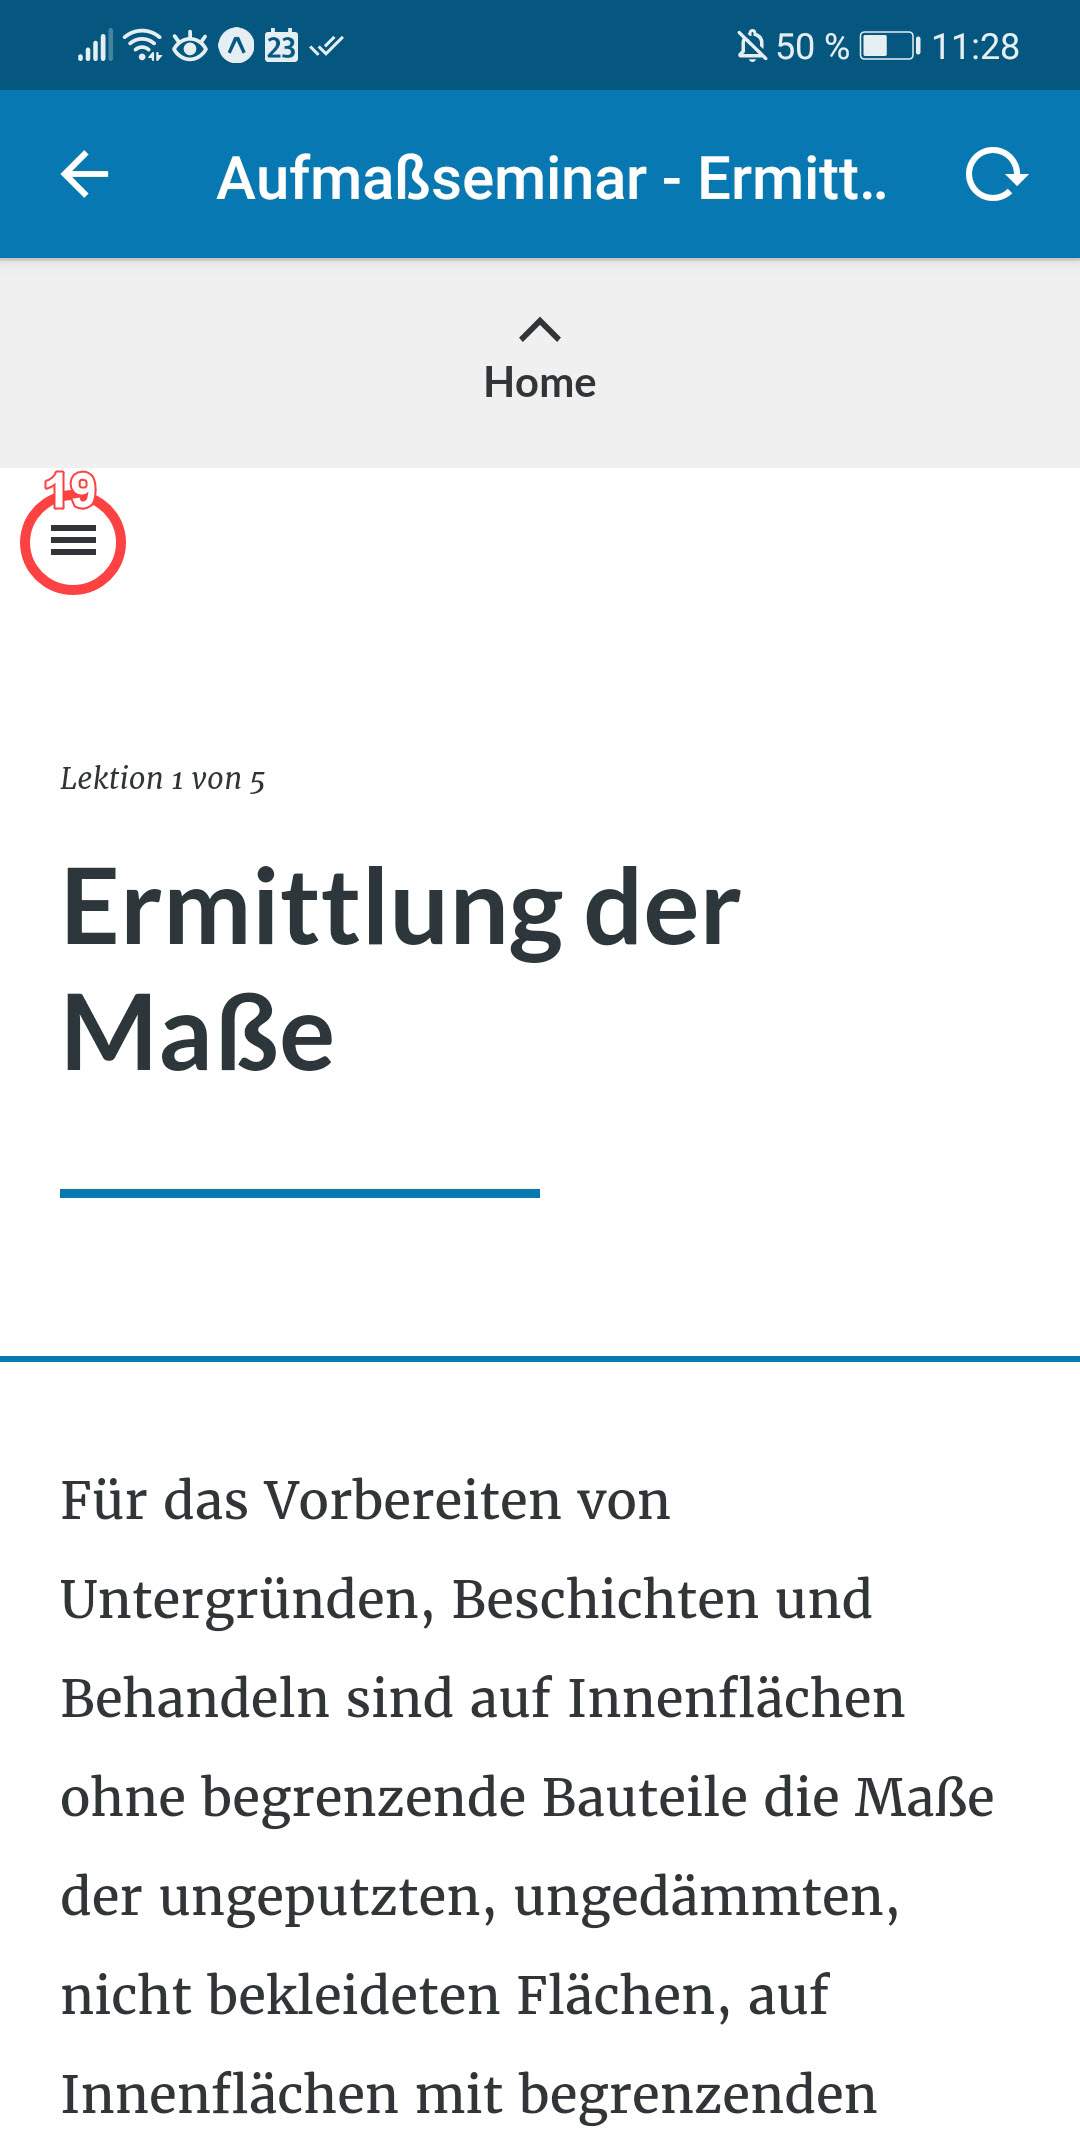 23 50 % 11:28
Aufmaßseminar - Ermitt..
Home
19
Lektion 1 von 5
Ermittlung der
Maße
Für das Vorbereiten von
Untergründen, Beschichten und
Behandeln sind auf Innenflächen
ohne begrenzende Bauteile die Maße
der ungeputzten, ungedämmten,
nicht bekleideten Flächen, auf
Innenflächen mit begrenzenden